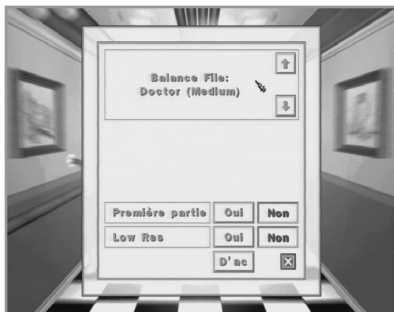 Balance File:
Doctor (Medium)
Première partie Oui Non
Low Res Oui Non
D'ac